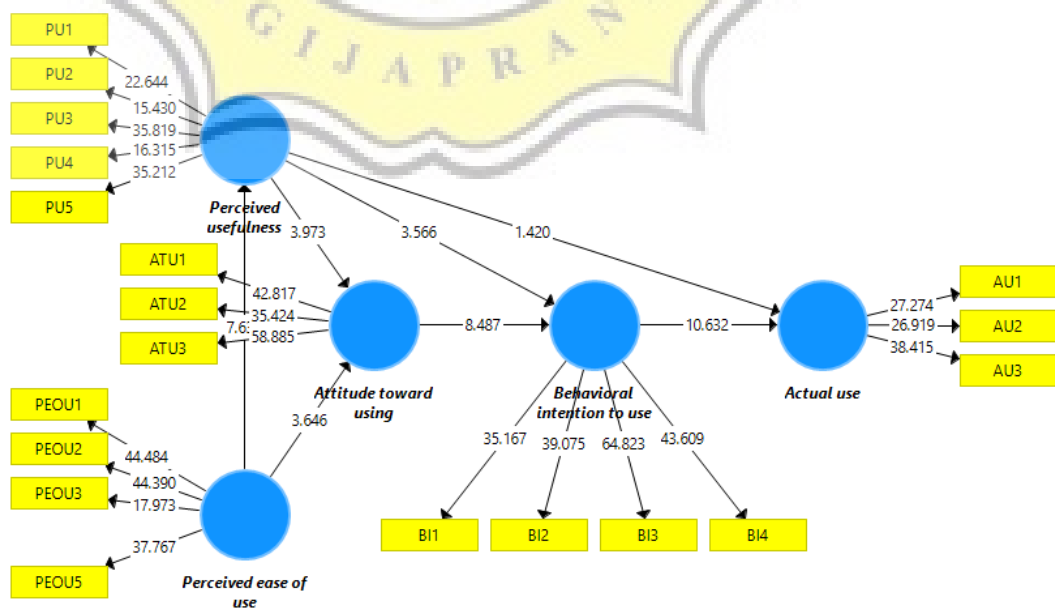 GIJAPRAN
PU1
PU2
PU3
PU4
PU5
22.644
15.430
35.819
16.315
35.212
Perceived
usefulness
3.973
3.566
1.420
ATU1
ATU2
ATU3
42.817
35.424
58.885
8.487
10.632
Attitude toward
using
Behavioral
intention to use
Actual use
27.274
26.919
38.415
AU1
AU2
AU3
PEOU1
PEOU2
PEOU3
PEOU5
44.484
44.390
17.973
37.767
3.646
35.167
39.075
64.823
43.609
BI1
BI2
BI3
BI4
Perceived ease of
use